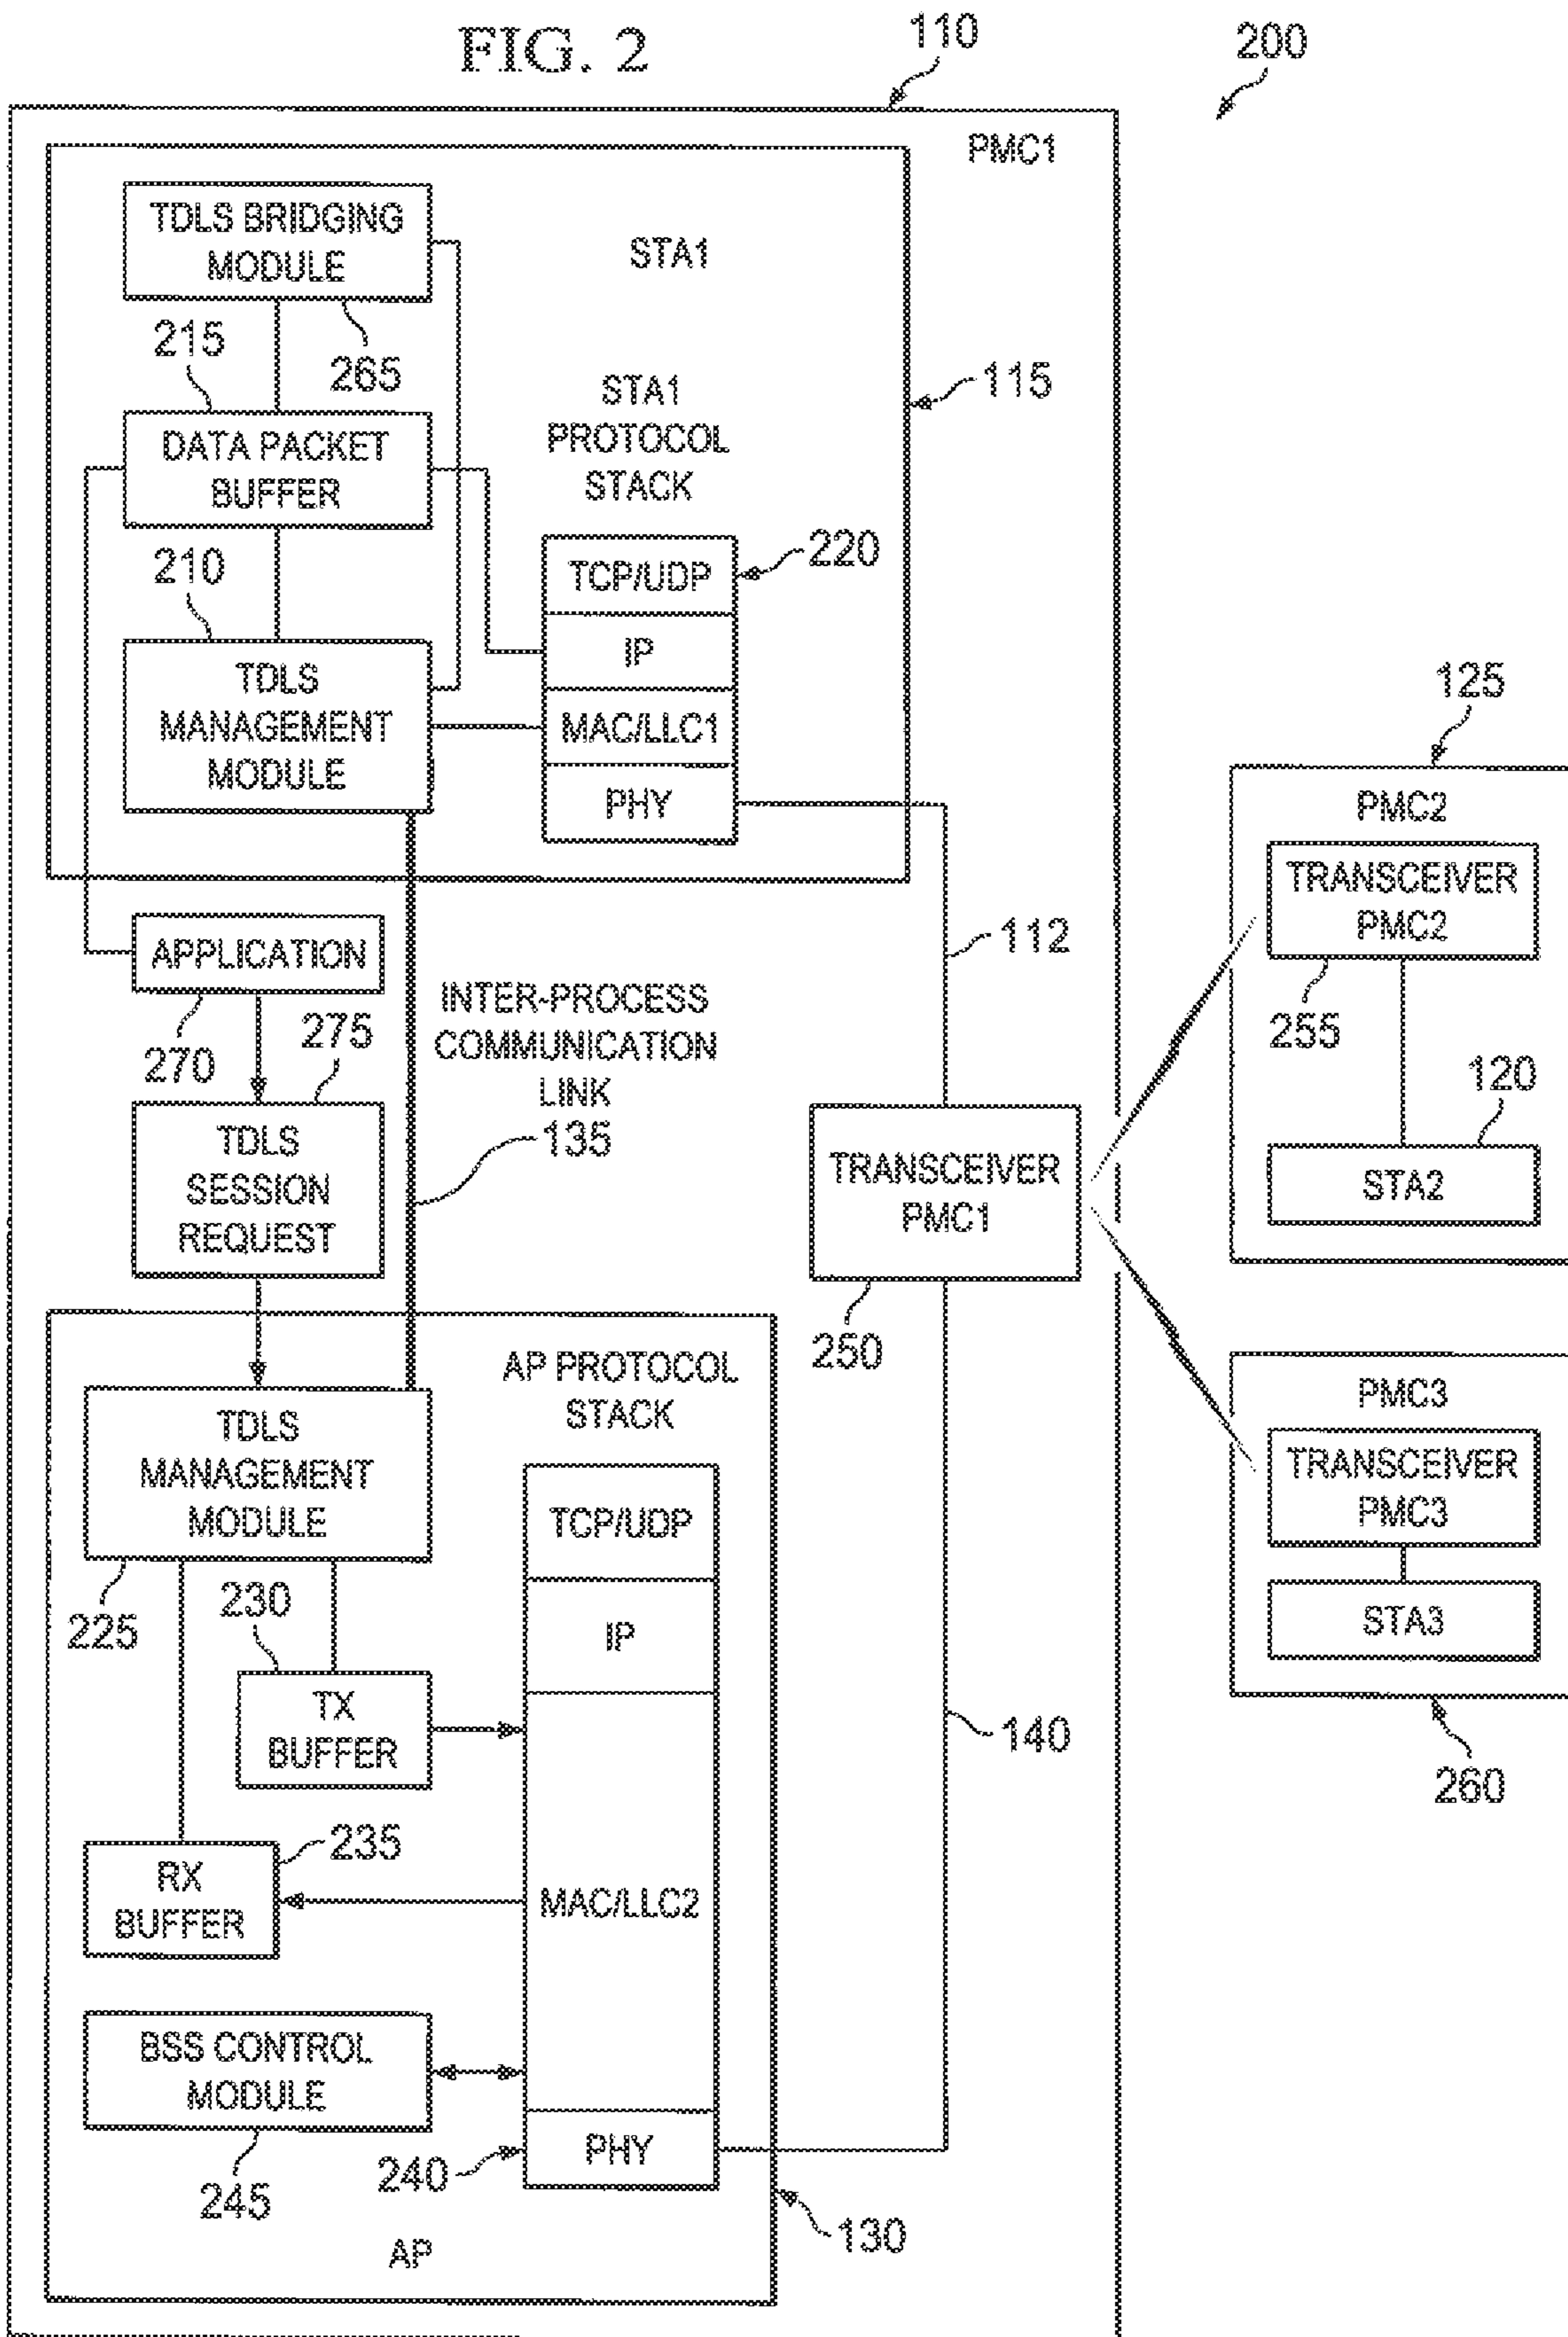 FIG. 2
110
200
PMC1
TDLS BRIDGING
MODULE
STA1
215
265
STA1
PROTOCOL
STACK
115
DATA PACKET
BUFFER
210
TCP/UDP
220
IP
TDLS
MANAGEMENT
MODULE
MAC/LLC1
PHY
125
PMC2
TRANSCEIVER
PMC2
255
120
STA2
APPLICATION
270
275
INTER-PROCESS
COMMUNICATION
LINK
135
112
TDLS
SESSION
REQUEST
TRANSCEIVER
PMC1
250
AP PROTOCOL
STACK
PMC3
TRANSCEIVER
PMC3
STA3
260
TDLS
MANAGEMENT
MODULE
225
230
TCP/UDP
IP
TX
BUFFER
140
235
RX
BUFFER
MAC/LLC2
BSS CONTROL
MODULE
245
240
PHY
130
AP